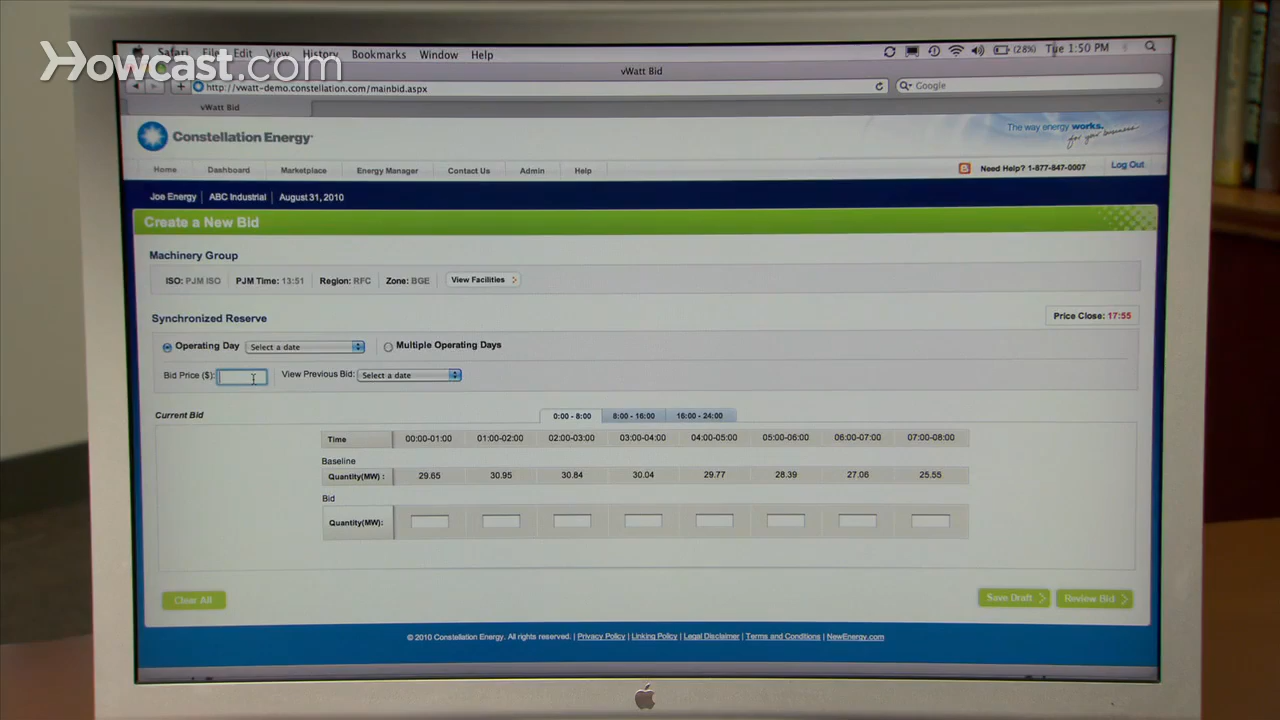 Howcast.com
Safari File Edit View History Bookmarks Window Help (28%) Tue 1:50 PM
vWatt Bid
http://vwatt-demo.constellation.com/mainbid.aspx Google
vWatt Bid
Constellation Energy
The way energy works.
for your business
Home Dashboard Marketplace Energy Manager Contact Us Admin Help Need Help? 1-877-847-0007 Log Out
Joe Energy | ABC Industrial | August 31, 2010
Create a New Bid
Machinery Group
ISO: PJM ISO PJM Time: 13:51 Region: RFC Zone: BGE View Facilities
Synchronized Reserve Price Close: 17:55
Operating Day Select a date Multiple Operating Days
Bid Price ($): View Previous Bid: Select a date
Current Bid 0:00 - 8:00 8:00 - 16:00 16:00 - 24:00
Time 00:00-01:00 01:00-02:00 02:00-03:00 03:00-04:00 04:00-05:00 05:00-06:00 06:00-07:00 07:00-08:00
Baseline
Quantity(MW) : 29.65 30.95 30.84 30.04 29.77 28.39 27.06 25.55
Bid
Quantity(MW):
Clear All Save Draft Review Bid
© 2010 Constellation Energy. All rights reserved. | Privacy Policy | Linking Policy | Legal Disclaimer | Terms and Conditions | NewEnergy.com